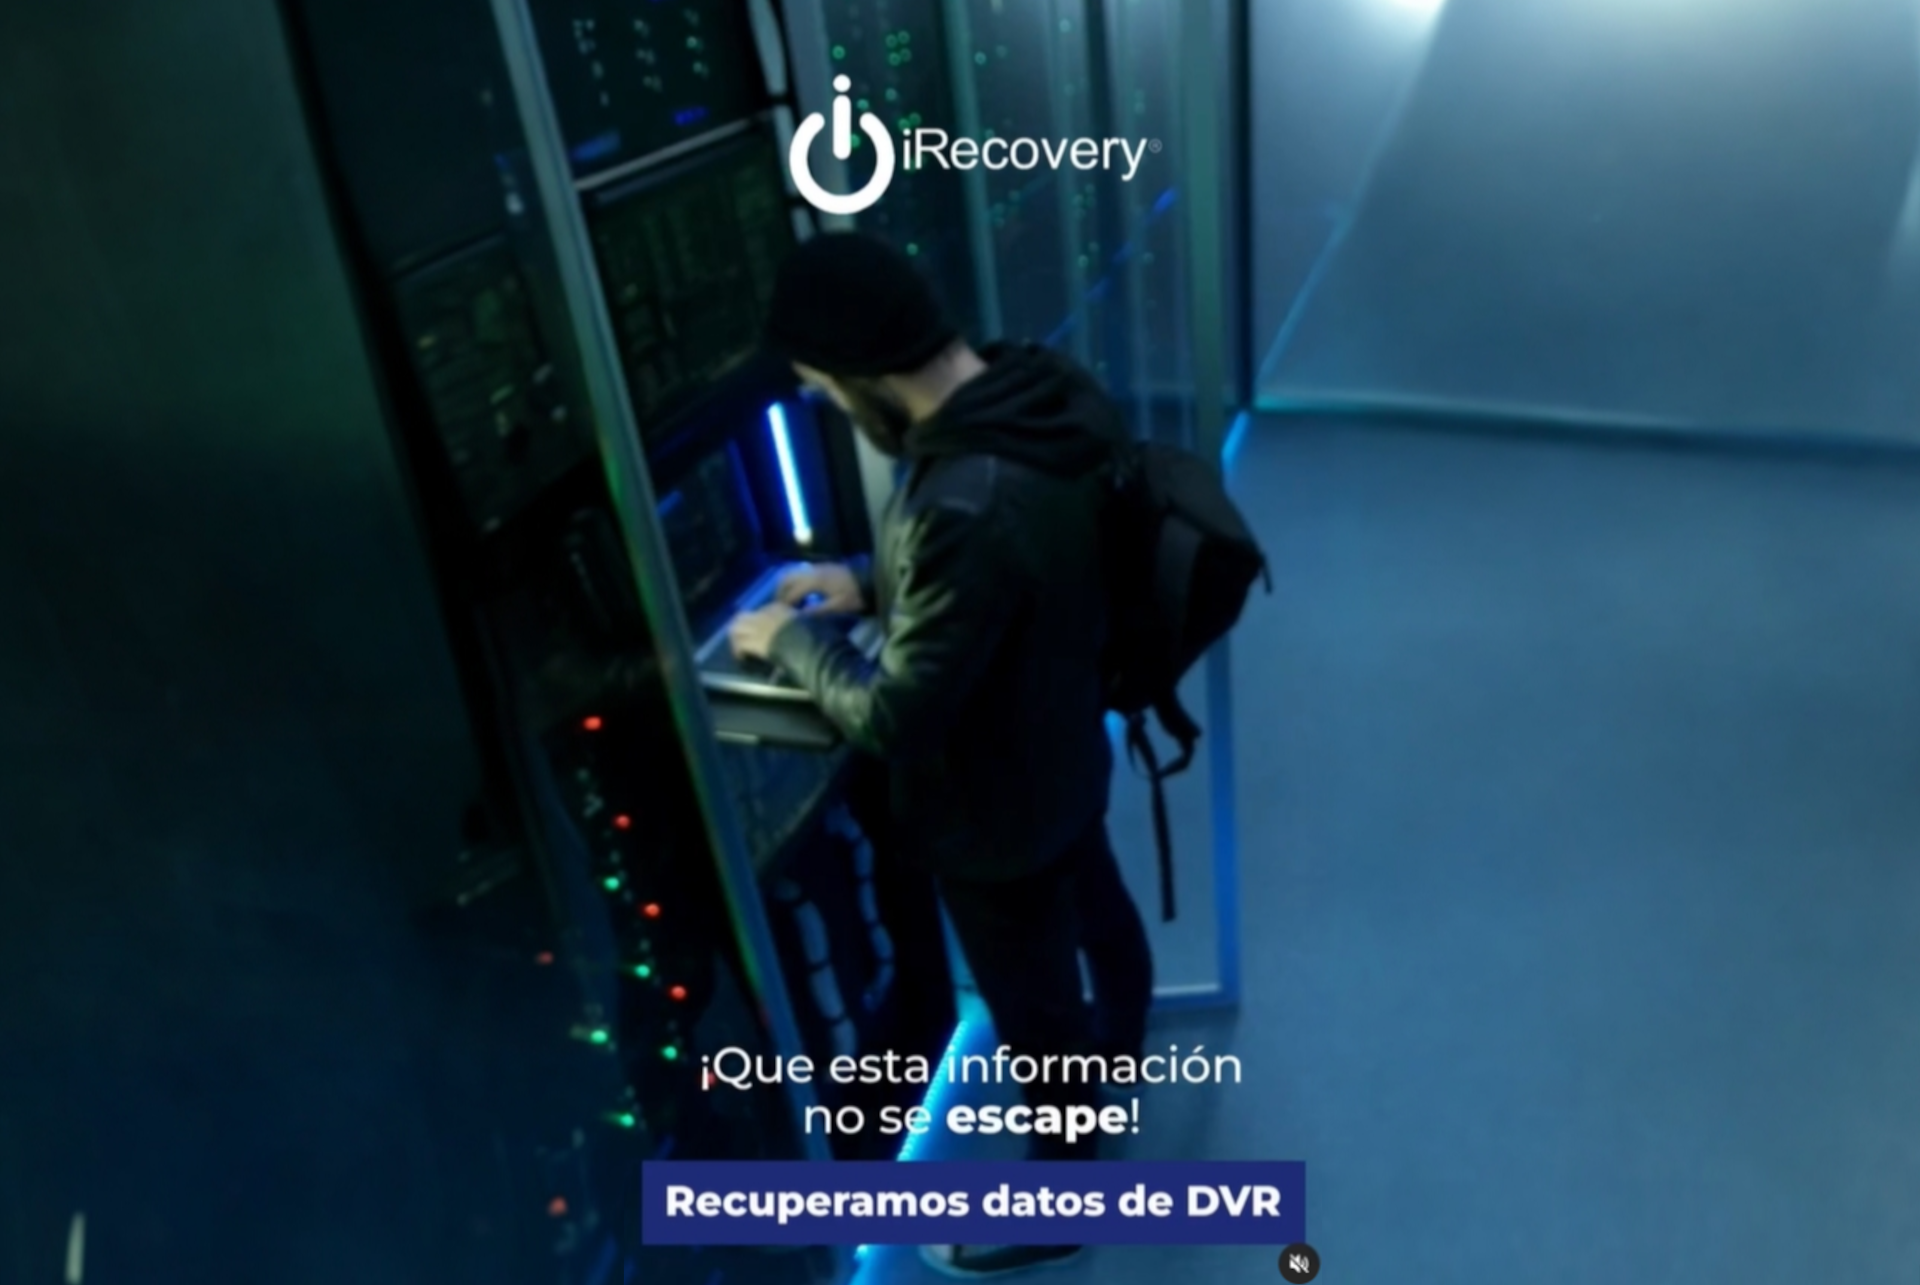 iRecovery®
¡Que esta información
no se escape!
Recuperamos datos de DVR